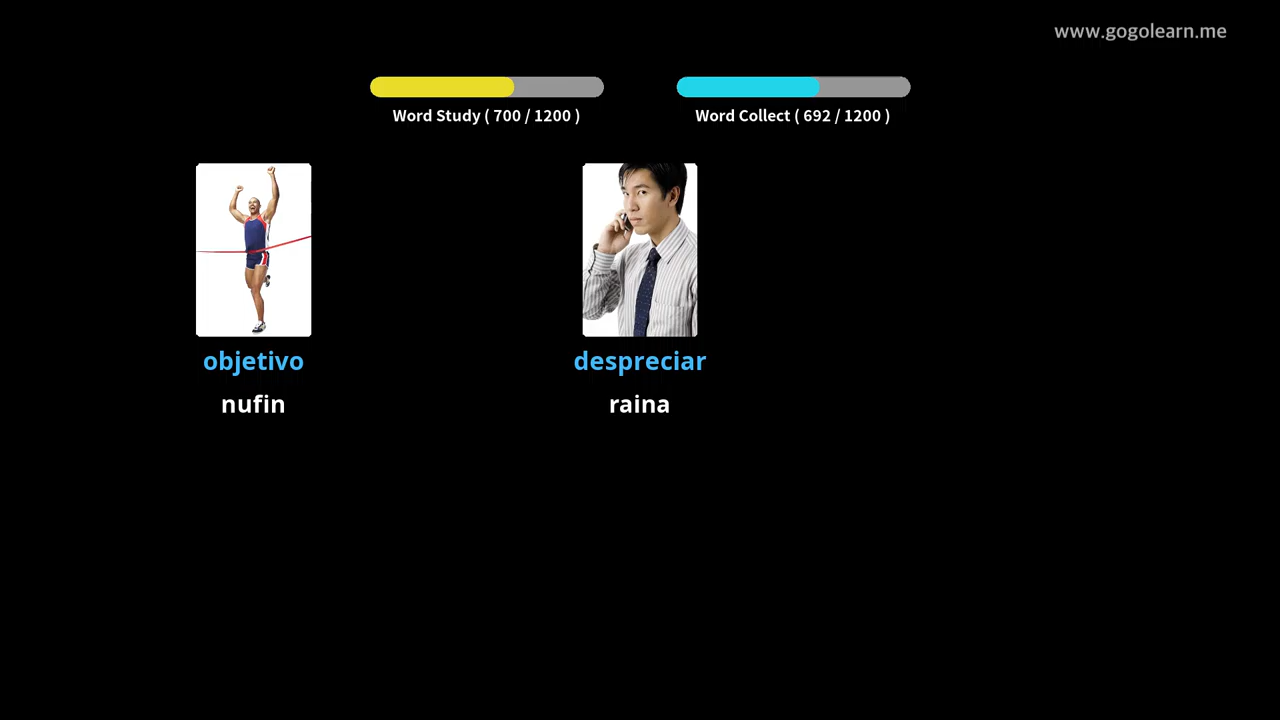 www.gogolearn.me
Word Study ( 700 / 1200 )
Word Collect ( 692 / 1200 )
objetivo
nufin
despreciar
raina